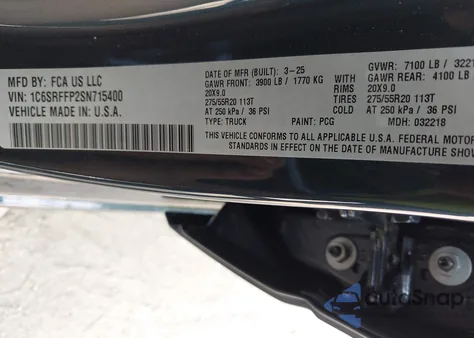 MFD BY: FCA US LLC
VIN: 1C6SRFFP2SN715400
VEHICLE MADE IN: U.S.A.
DATE OF MFR (BUILT): 3-25
GAWR FRONT: 3900 LB / 1770 KG
20X9.0
275/55R20 113T
AT 250 kPa / 36 PSI
TYPE: TRUCK
PAINT: PCG
WITH TIRES
RIMS
COLD
GVWR: 7100 LB / 3221
GAWR REAR: 4100 LB
20X9.0
275/55R20 113T
AT 250 kPa / 36 PSI
MDH: 032218
THIS VEHICLE CONFORMS TO ALL APPLICABLE U.S.A. FEDERAL MOTOR
STANDARDS IN EFFECT ON THE DATE OF MANUFACTURE SHOW
AutoSnap